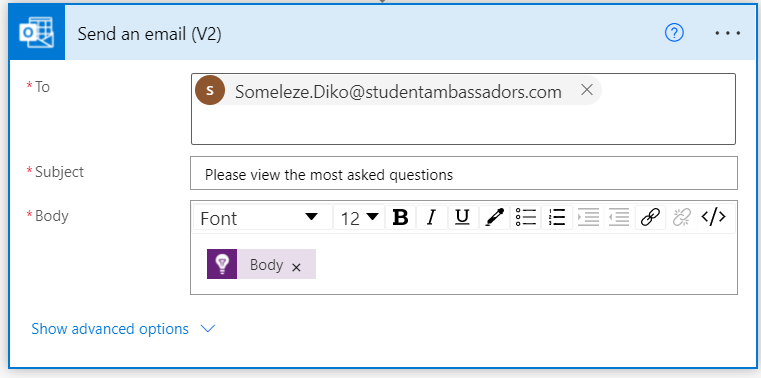 Send an email (V2)
?
* To
S Someleze.Diko@studentambassadors.com
* Subject
Please view the most asked questions
* Body
Font 12 B I U </>
Body
Show advanced options